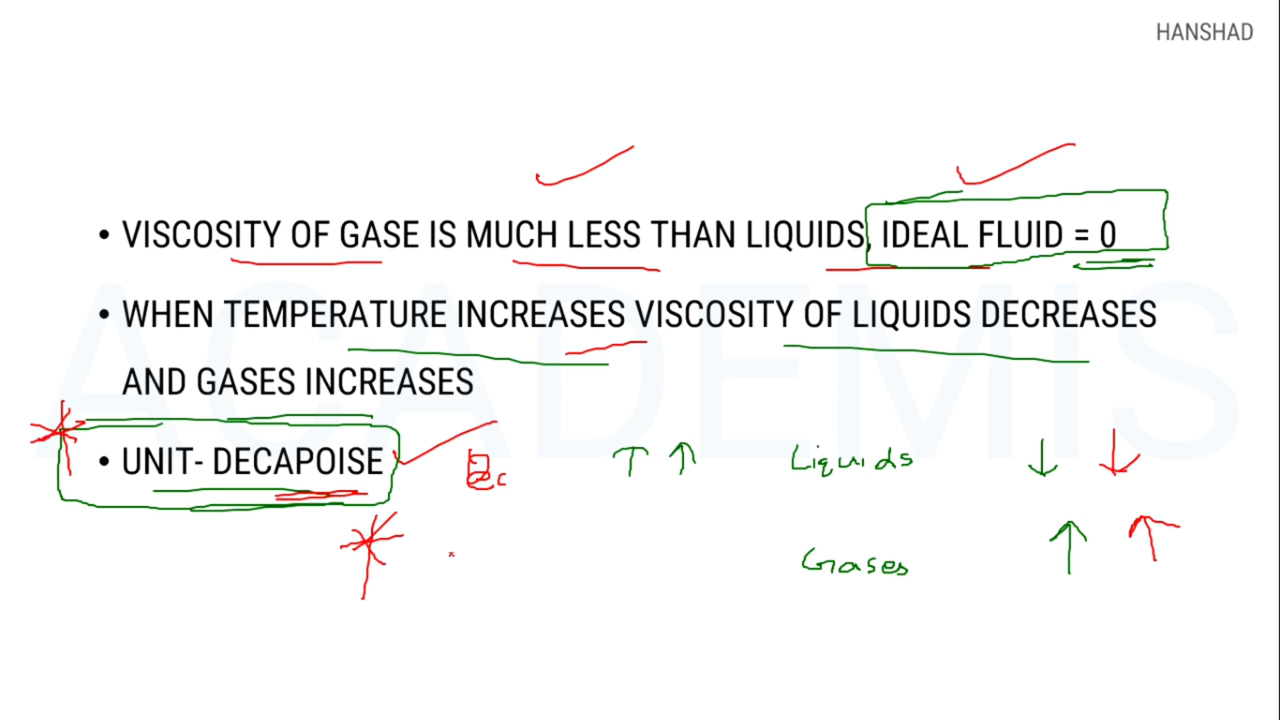 HANSHAD
• VISCOSITY OF GASE IS MUCH LESS THAN LIQUIDS, IDEAL FLUID = 0
• WHEN TEMPERATURE INCREASES VISCOSITY OF LIQUIDS DECREASES
AND GASES INCREASES
• UNIT- DECAPOISE
T ↑ Liquids ↓ ↓
Gases ↑ ↑
ACADEMIS